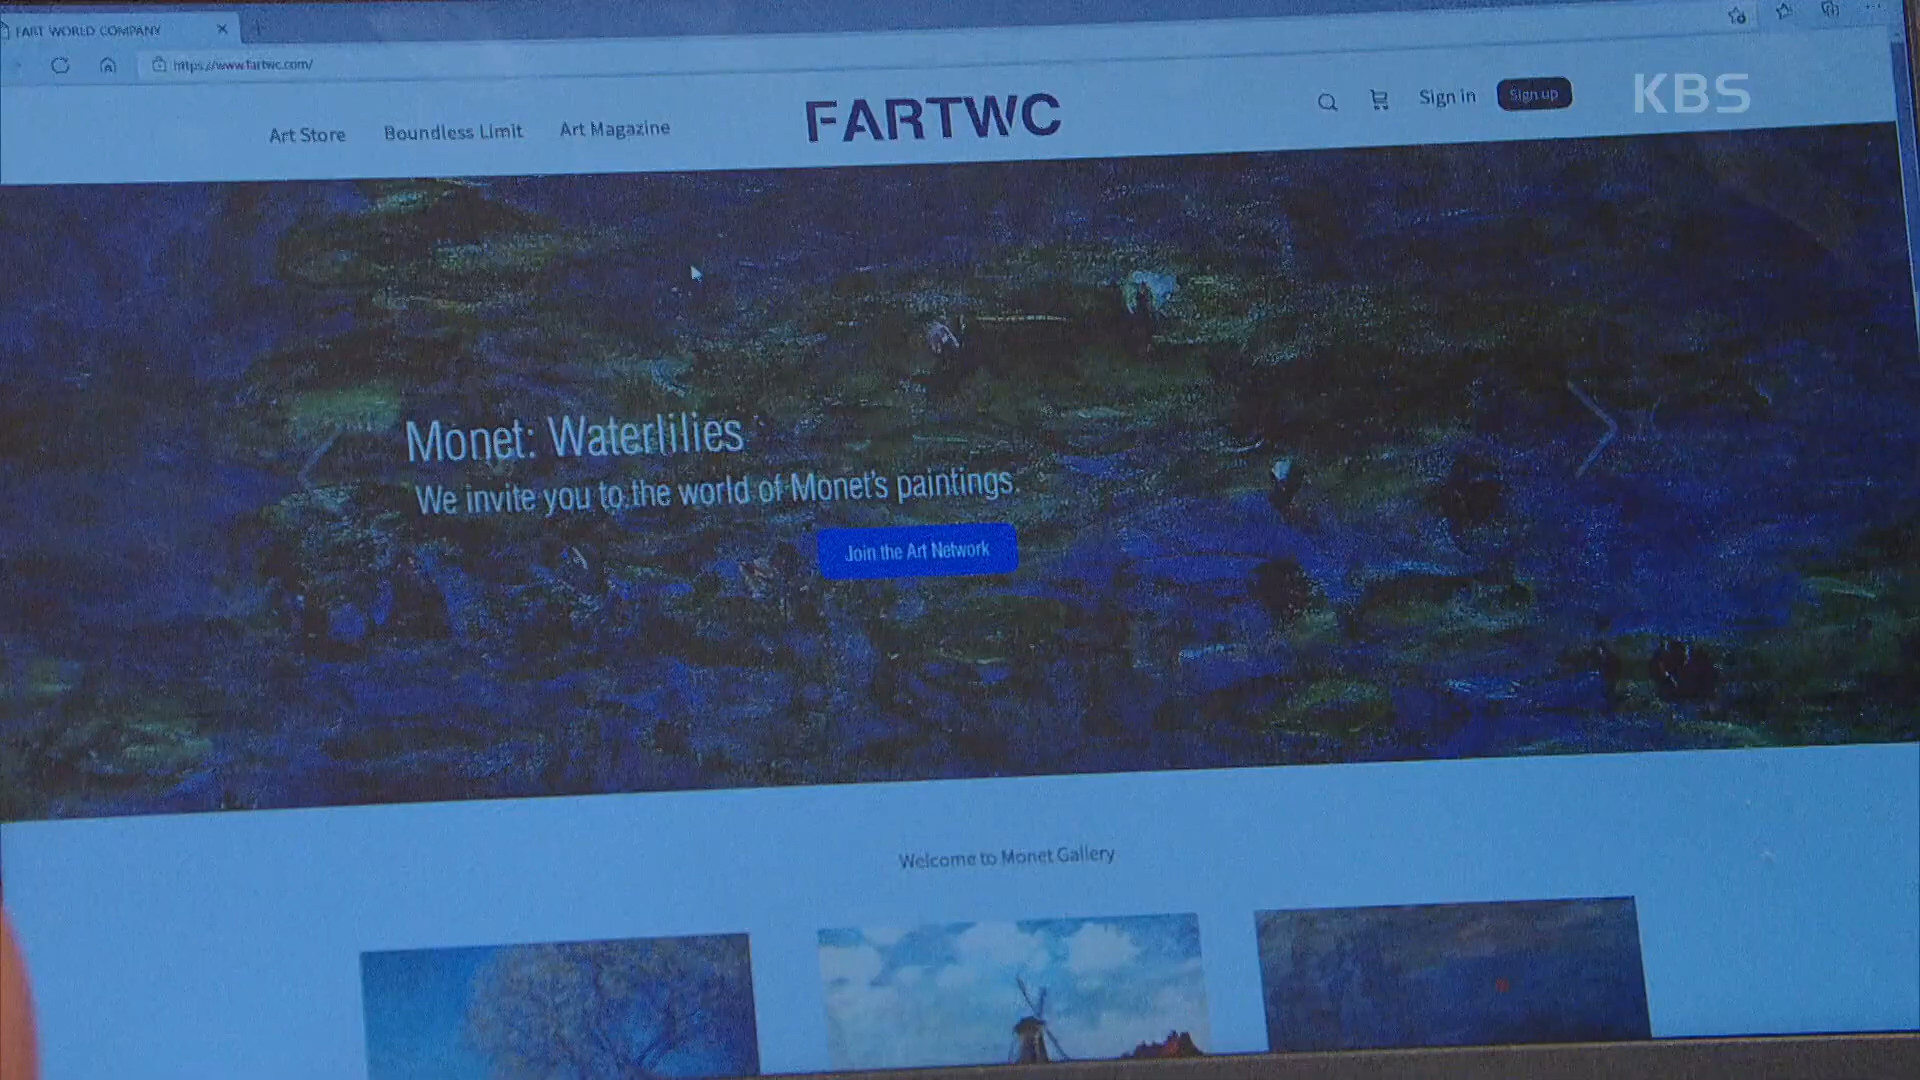 FART WORLD COMPANY
https://www.fartwc.com/
Art Store
Boundless Limit
Art Magazine
FARTWC
Sign in
Sign up
KBS
Monet: Waterlilies
We invite you to the world of Monet's paintings.
Join the Art Network
Welcome to Monet Gallery